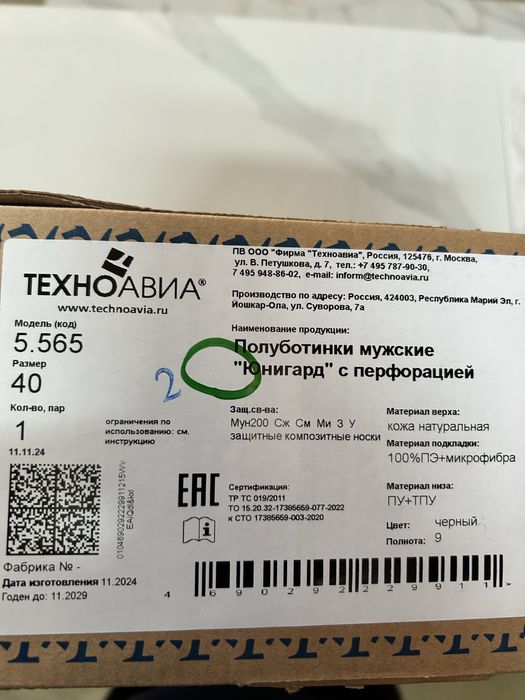 ТЕХНОАВИА®
www.technoavia.ru
ПВ ООО "Фирма "Техноавиа", Россия, 125476, г. Москва,
ул. В. Петушкова, д. 7, тел.: +7 495 787-90-30,
7 495 948-86-02, e-mail: inform@technoavia.ru
Производство по адресу: Россия, 424003, Республика Марий Эл, г.
Йошкар-Ола, ул. Суворова, 7а
Модель (код)
5.565
Размер
40
Кол-во, пар
1
11.11.24
2
ограничения по
использованию: см.
инструкцию
Наименование продукции:
Полуботинки мужские
"Юнигард" с перфорацией
Защ.св-ва:
Мун200 Сж См Ми З У
защитные композитные носки
Материал верха:
кожа натуральная
Материал подкладки:
100%ПЭ+микрофибра
Материал низа:
ПУ+ТПУ
Цвет: черный
Полнота: 9
EAC
Сертификация:
ТР ТС 019/2011
ТО 15.20.32-17385659-077-2022
к СТО 17385659-003-2020
Фабрика № -
Дата изготовления 11.2024
Годен до: 11.2029
4 690292 229911